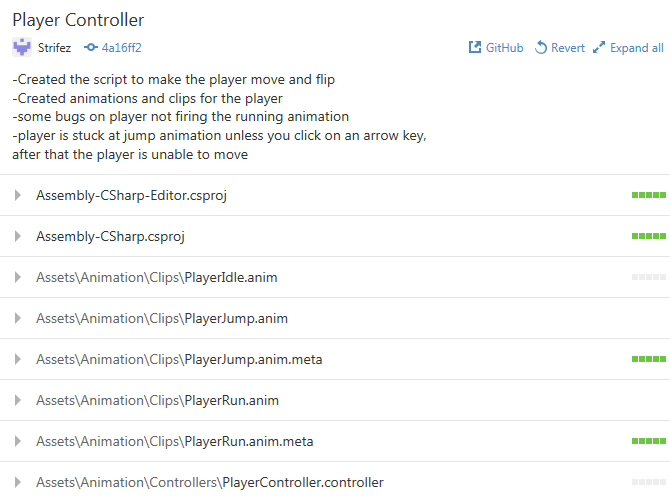 Player Controller
Strifez 4a16ff2 GitHub Revert Expand all
-Created the script to make the player move and flip
-Created animations and clips for the player
-some bugs on player not firing the running animation
-player is stuck at jump animation unless you click on an arrow key,
after that the player is unable to move
Assembly-CSharp-Editor.csproj
Assembly-CSharp.csproj
Assets\Animation\Clips\PlayerIdle.anim
Assets\Animation\Clips\PlayerJump.anim
Assets\Animation\Clips\PlayerJump.anim.meta
Assets\Animation\Clips\PlayerRun.anim
Assets\Animation\Clips\PlayerRun.anim.meta
Assets\Animation\Controllers\PlayerController.controller